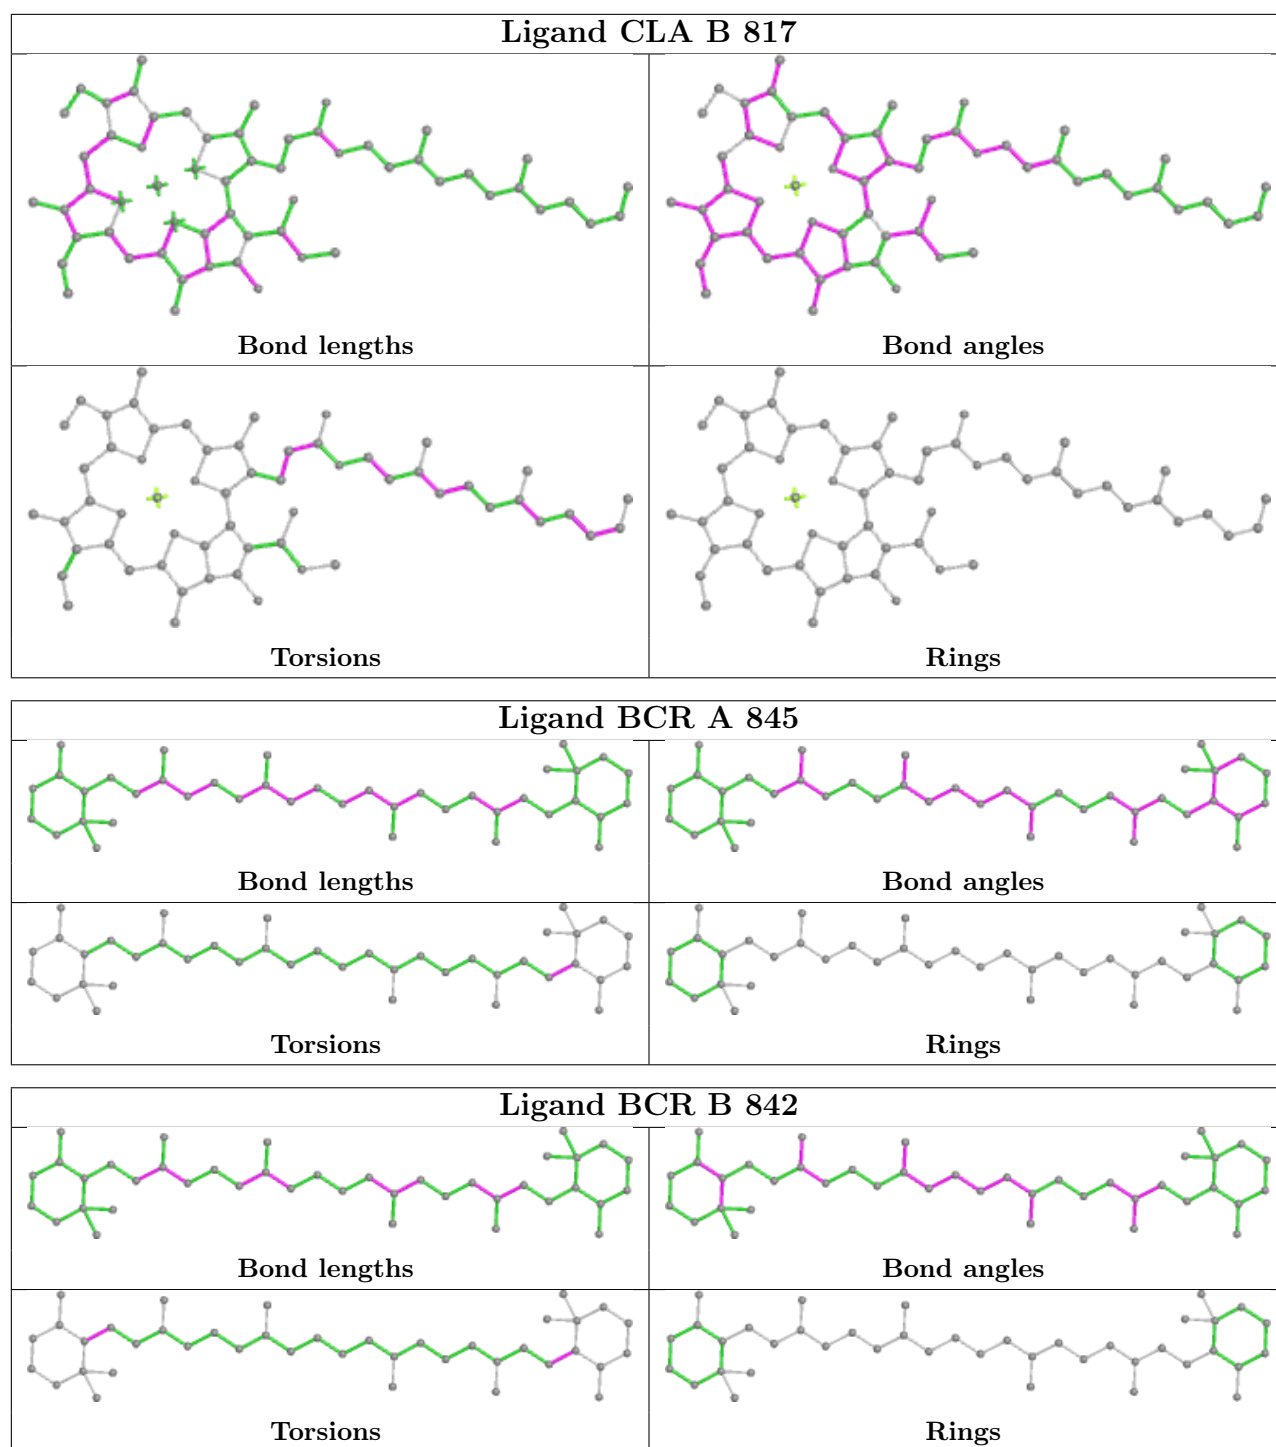 Ligand CLA B 817
Bond lengths
Bond angles
Torsions
Rings
Ligand BCR A 845
Bond lengths
Bond angles
Torsions
Rings
Ligand BCR B 842
Bond lengths
Bond angles
Torsions
Rings